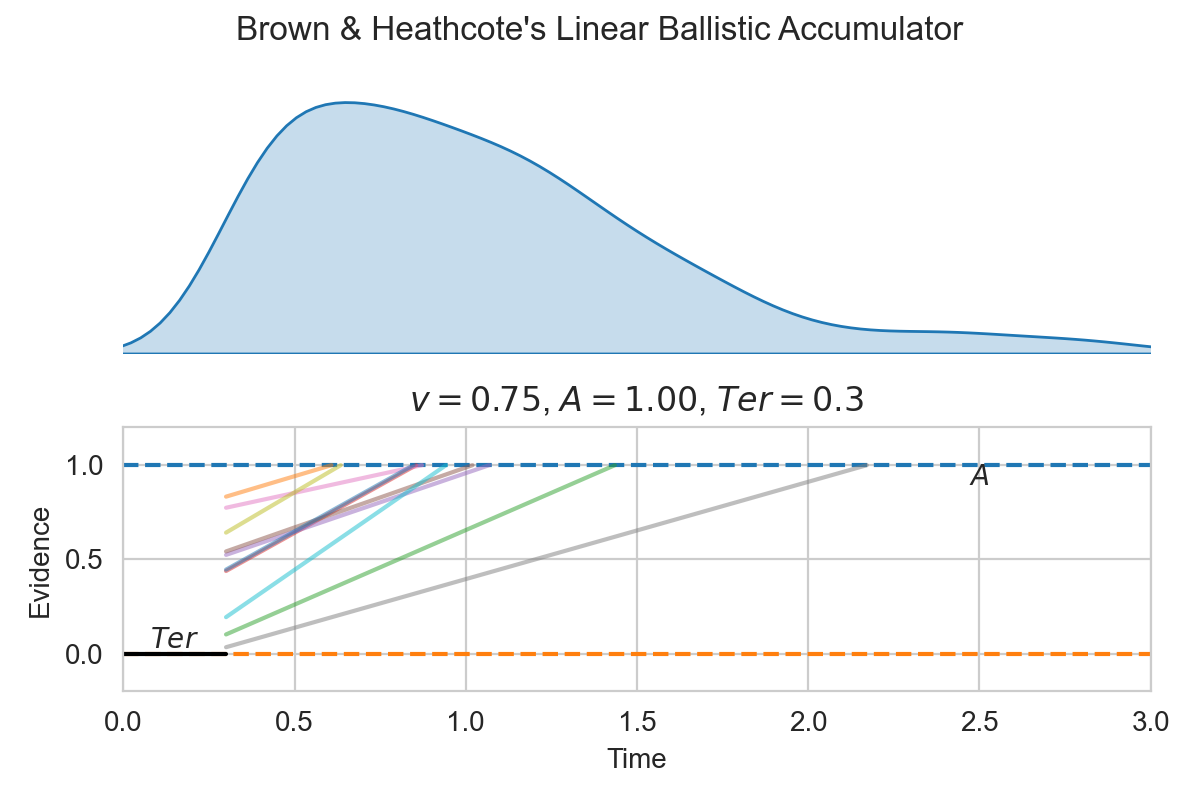 Brown & Heathcote's Linear Ballistic Accumulator
v = 0.75, A = 1.00, Ter = 0.3
1.0
A
0.5
Evidence
Ter
0.0
0.0 0.5 1.0 1.5 2.0 2.5 3.0
Time